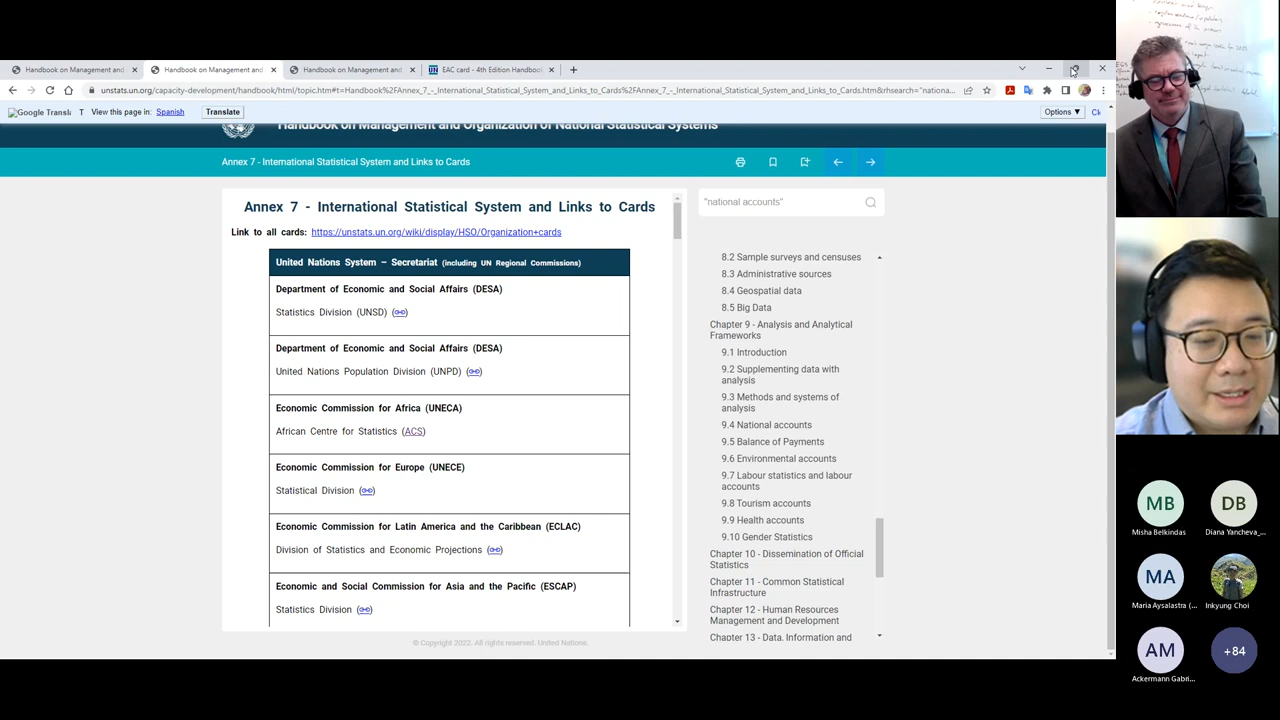 Handbook on Management and
Handbook on Management and
Handbook on Management and
EAC card - 4th Edition Handbook
unstats.un.org/capacity-development/handbook/html/topic.htm#t=Handbook%2FAnnex_7_-_International_Statistical_System_and_Links_to_Cards%2FAnnex_7_-_International_Statistical_System_and_Links_to_Cards.htm&rhsearch="nationa...
Google Transla
View this page in: Spanish
Translate
Options ▼
Handbook on Management and Organization of National Statistical Systems
Annex 7 - International Statistical System and Links to Cards
Annex 7 - International Statistical System and Links to Cards
Link to all cards: https://unstats.un.org/wiki/display/HSO/Organization+cards
United Nations System – Secretariat (including UN Regional Commissions)
Department of Economic and Social Affairs (DESA)
Statistics Division (UNSD)
Department of Economic and Social Affairs (DESA)
United Nations Population Division (UNPD)
Economic Commission for Africa (UNECA)
African Centre for Statistics (ACS)
Economic Commission for Europe (UNECE)
Statistical Division
Economic Commission for Latin America and the Caribbean (ECLAC)
Division of Statistics and Economic Projections
Economic and Social Commission for Asia and the Pacific (ESCAP)
Statistics Division
"national accounts"
8.2 Sample surveys and censuses
8.3 Administrative sources
8.4 Geospatial data
8.5 Big Data
Chapter 9 - Analysis and Analytical
Frameworks
9.1 Introduction
9.2 Supplementing data with
analysis
9.3 Methods and systems of
analysis
9.4 National accounts
9.5 Balance of Payments
9.6 Environmental accounts
9.7 Labour statistics and labour
accounts
9.8 Tourism accounts
9.9 Health accounts
9.10 Gender Statistics
Chapter 10 - Dissemination of Official
Statistics
Chapter 11 - Common Statistical
Infrastructure
Chapter 12 - Human Resources
Management and Development
Chapter 13 - Data, Information and
© Copyright 2022. All rights reserved. United Nations.
MB
Misha Belkindas
DB
Diana Yancheva_...
MA
Maria Aysalastra (...
Inkyung Choi
AM
Ackermann Gabri...
+84